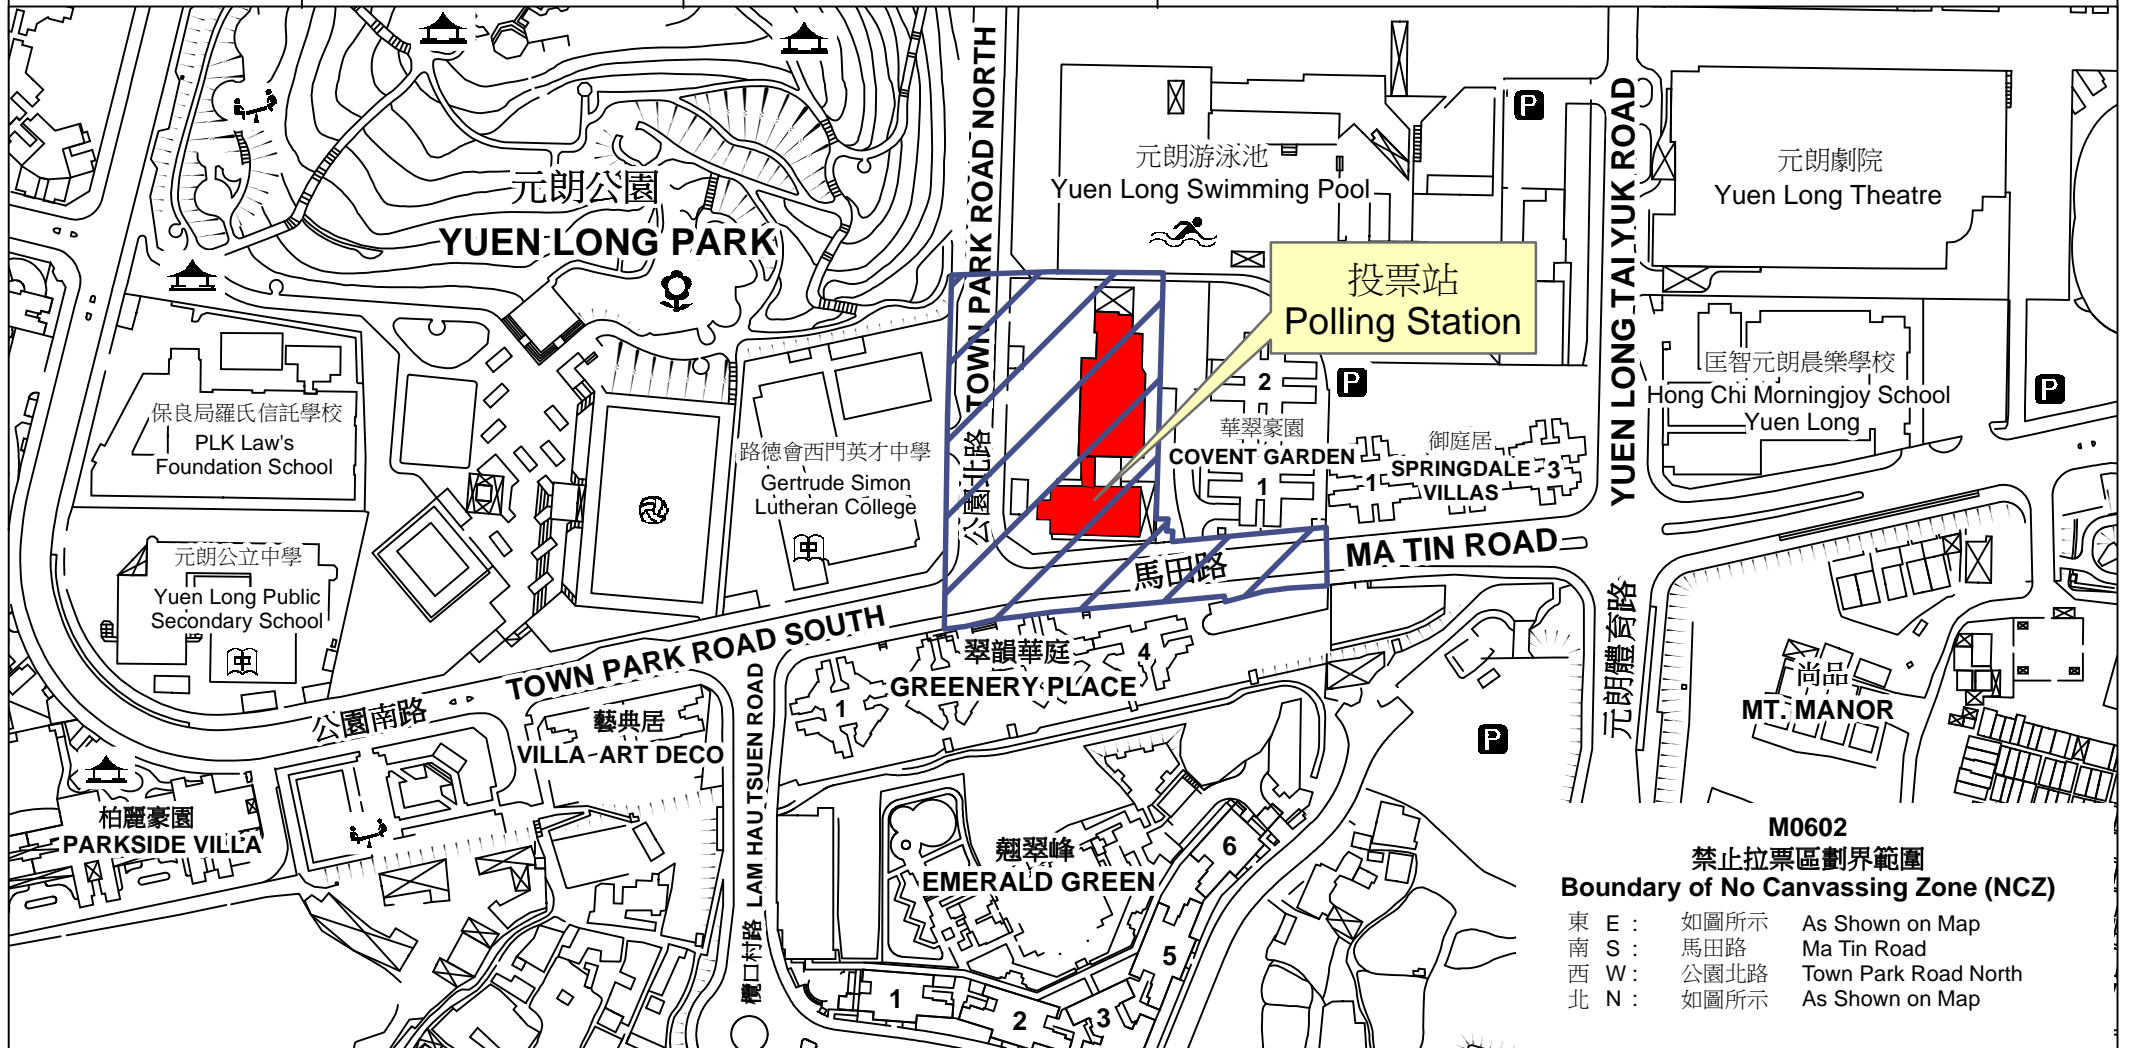 元朗公園
YUEN LONG PARK
TOWN PARK ROAD NORTH
公園北路
元朗游泳池
Yuen Long Swimming Pool
P
YUEN LONG TAI YUK ROAD
元朗體育路
元朗劇院
Yuen Long Theatre
投票站
Polling Station
保良局羅氏信託學校
PLK Law's
Foundation School
路德會西門英才中學
Gertrude Simon
Lutheran College
中
2
華翠豪園
COVENT GARDEN
1
P
御庭居
1
SPRINGDALE
VILLAS
3
匡智元朗晨樂學校
Hong Chi Morningjoy School
Yuen Long
P
元朗公立中學
Yuen Long Public
Secondary School
中
馬田路
MA TIN ROAD
TOWN PARK ROAD SOUTH
公園南路
翠韻華庭
GREENERY PLACE
1
4
藝典居
VILLA ART DECO
LAM HAU TSUEN ROAD
欖口村路
P
尚品
MT. MANOR
柏麗豪園
PARKSIDE VILLA
翹翠峰
EMERALD GREEN
6
5
1
2
3
M0602
禁止拉票區劃界範圍
Boundary of No Canvassing Zone (NCZ)
東 E : 如圖所示 As Shown on Map
南 S : 馬田路 Ma Tin Road
西 W : 公園北路 Town Park Road North
北 N : 如圖所示 As Shown on Map